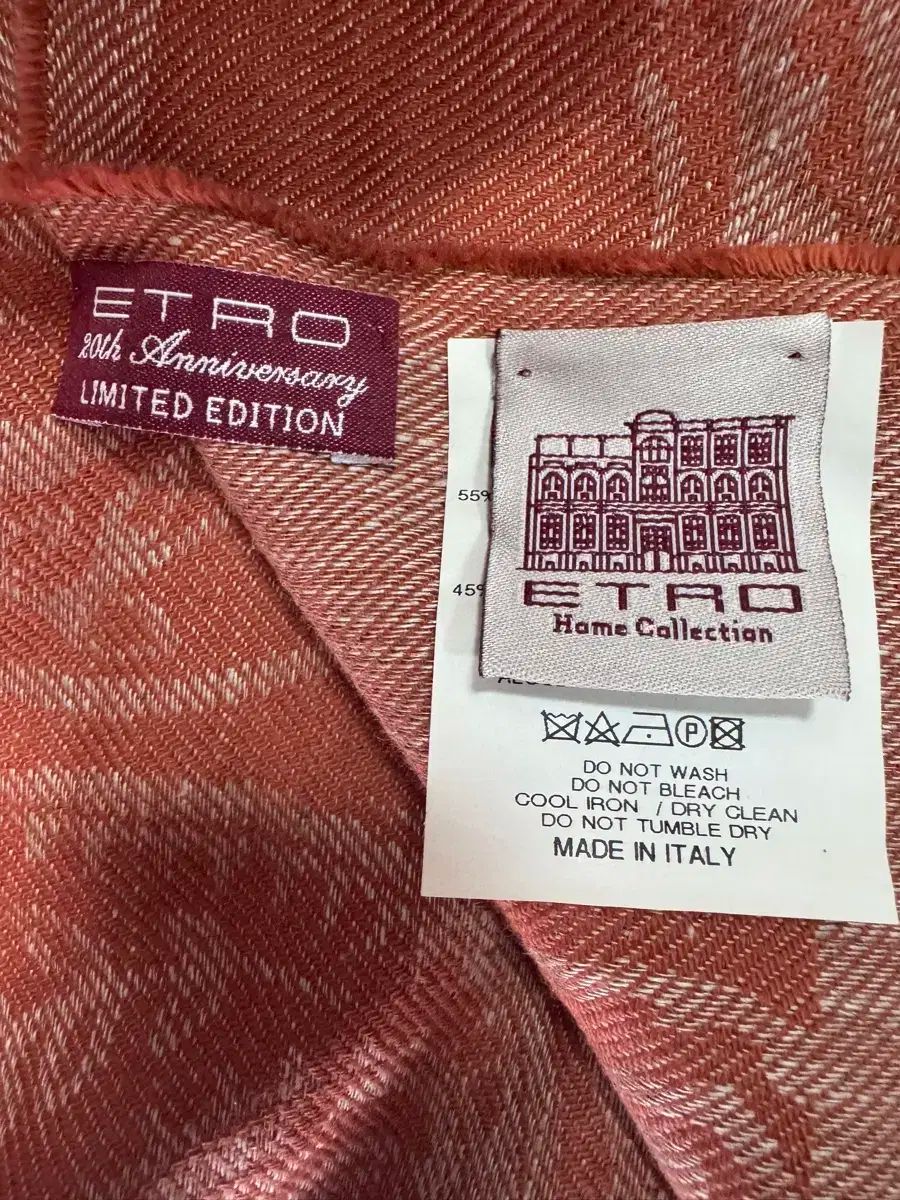 ETRO
20th Anniversary
LIMITED EDITION
55%
ETRO
Home Collection
45%
DO NOT WASH
DO NOT BLEACH
COOL IRON / DRY CLEAN
DO NOT TUMBLE DRY
MADE IN ITALY